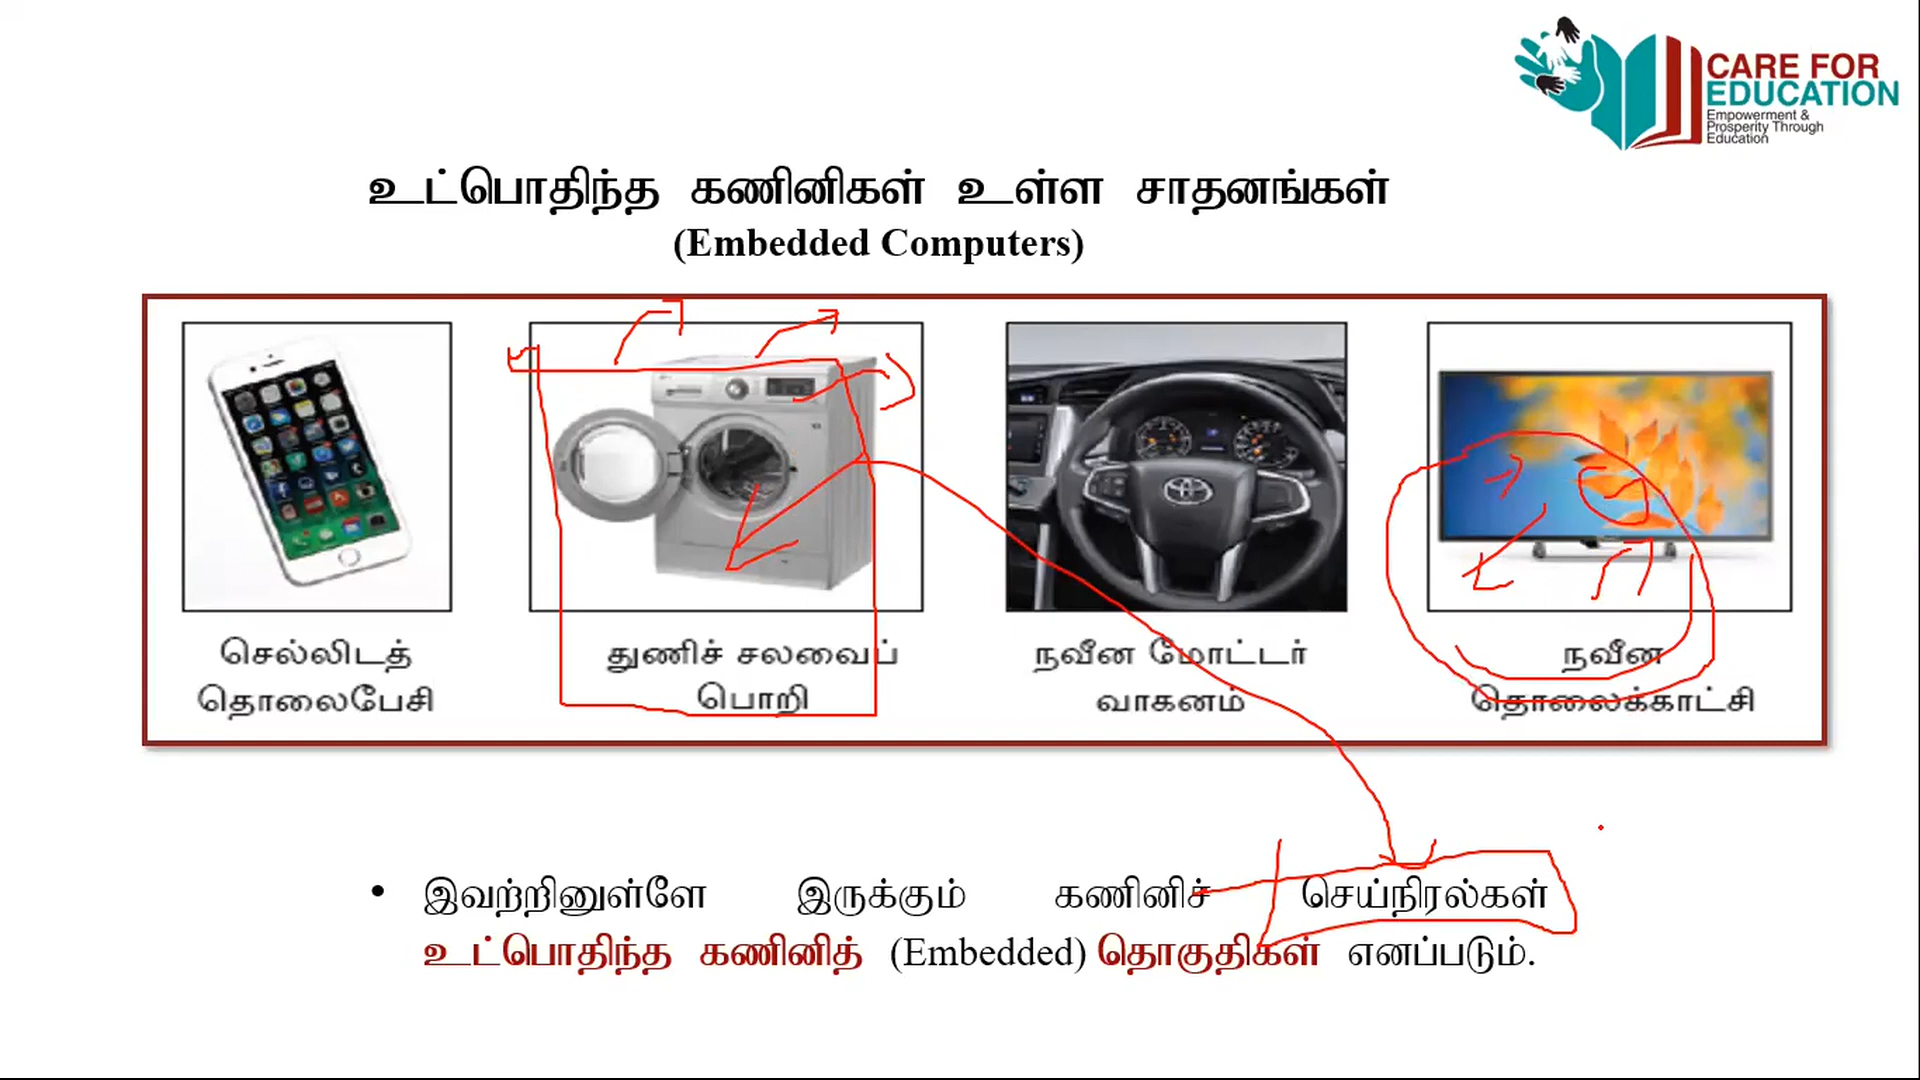 CARE FOR
EDUCATION
Empowerment &
Prosperity Through
Education
உட்பொதிந்த கணினிகள் உள்ள சாதனங்கள்
(Embedded Computers)
செல்லிடத்
தொலைபேசி
துணிச் சலவைப்
பொறி
நவீன மோட்டர்
வாகனம்
நவீன
தொலைக்காட்சி
• இவற்றினுள்ளே இருக்கும் கணினிச் செய்நிரல்கள்
உட்பொதிந்த கணினித் (Embedded) தொகுதிகள் எனப்படும்.